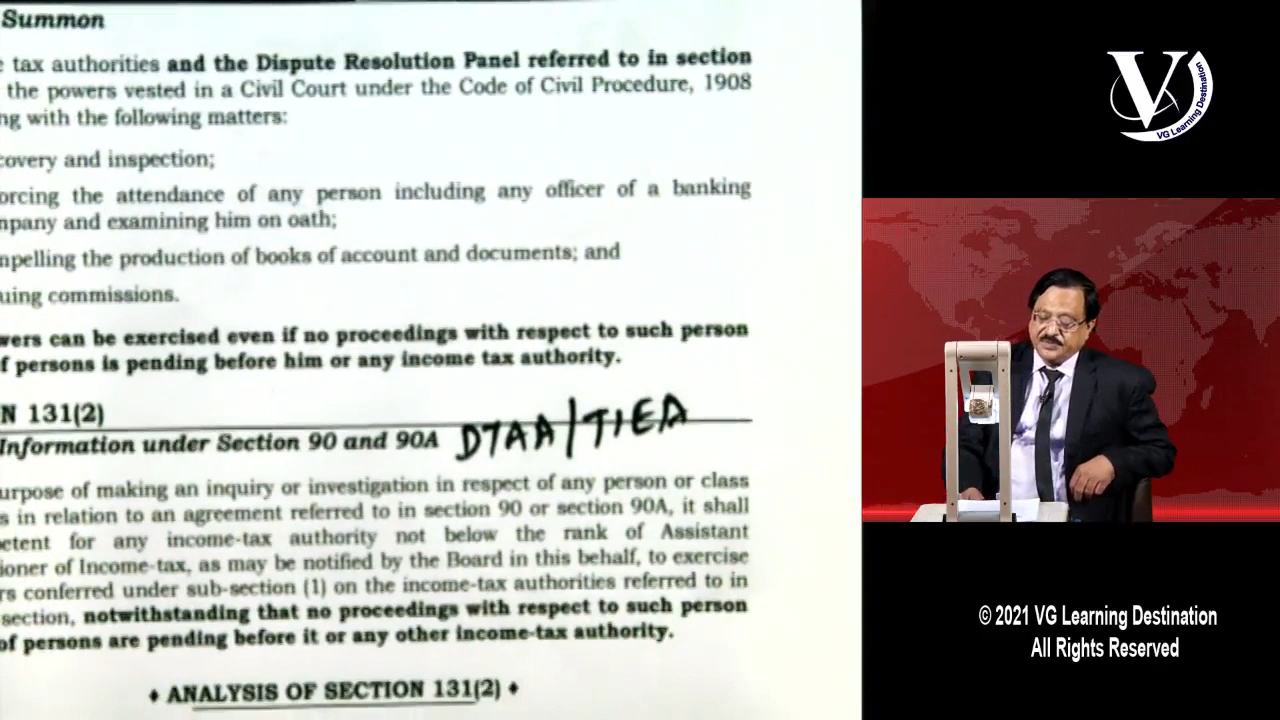 Summon
tax authorities and the Dispute Resolution Panel referred to in section
the powers vested in a Civil Court under the Code of Civil Procedure, 1908
ng with the following matters:
covery and inspection;
orcing the attendance of any person including any officer of a banking
mpany and examining him on oath;
mpelling the production of books of account and documents; and
uing commissions.
wers can be exercised even if no proceedings with respect to such person
f persons is pending before him or any income tax authority.
N 131(2)
Information under Section 90 and 90A DTAA/TIEA
urpose of making an inquiry or investigation in respect of any person or class
s in relation to an agreement referred to in section 90 or section 90A, it shall
etent for any income-tax authority not below the rank of Assistant
ioner of Income-tax, as may be notified by the Board in this behalf, to exercise
rs conferred under sub-section (1) on the income-tax authorities referred to in
section, notwithstanding that no proceedings with respect to such person
of persons are pending before it or any other income-tax authority.
♦ ANALYSIS OF SECTION 131(2) ♦
V
VG Learning Destination
© 2021 VG Learning Destination
All Rights Reserved